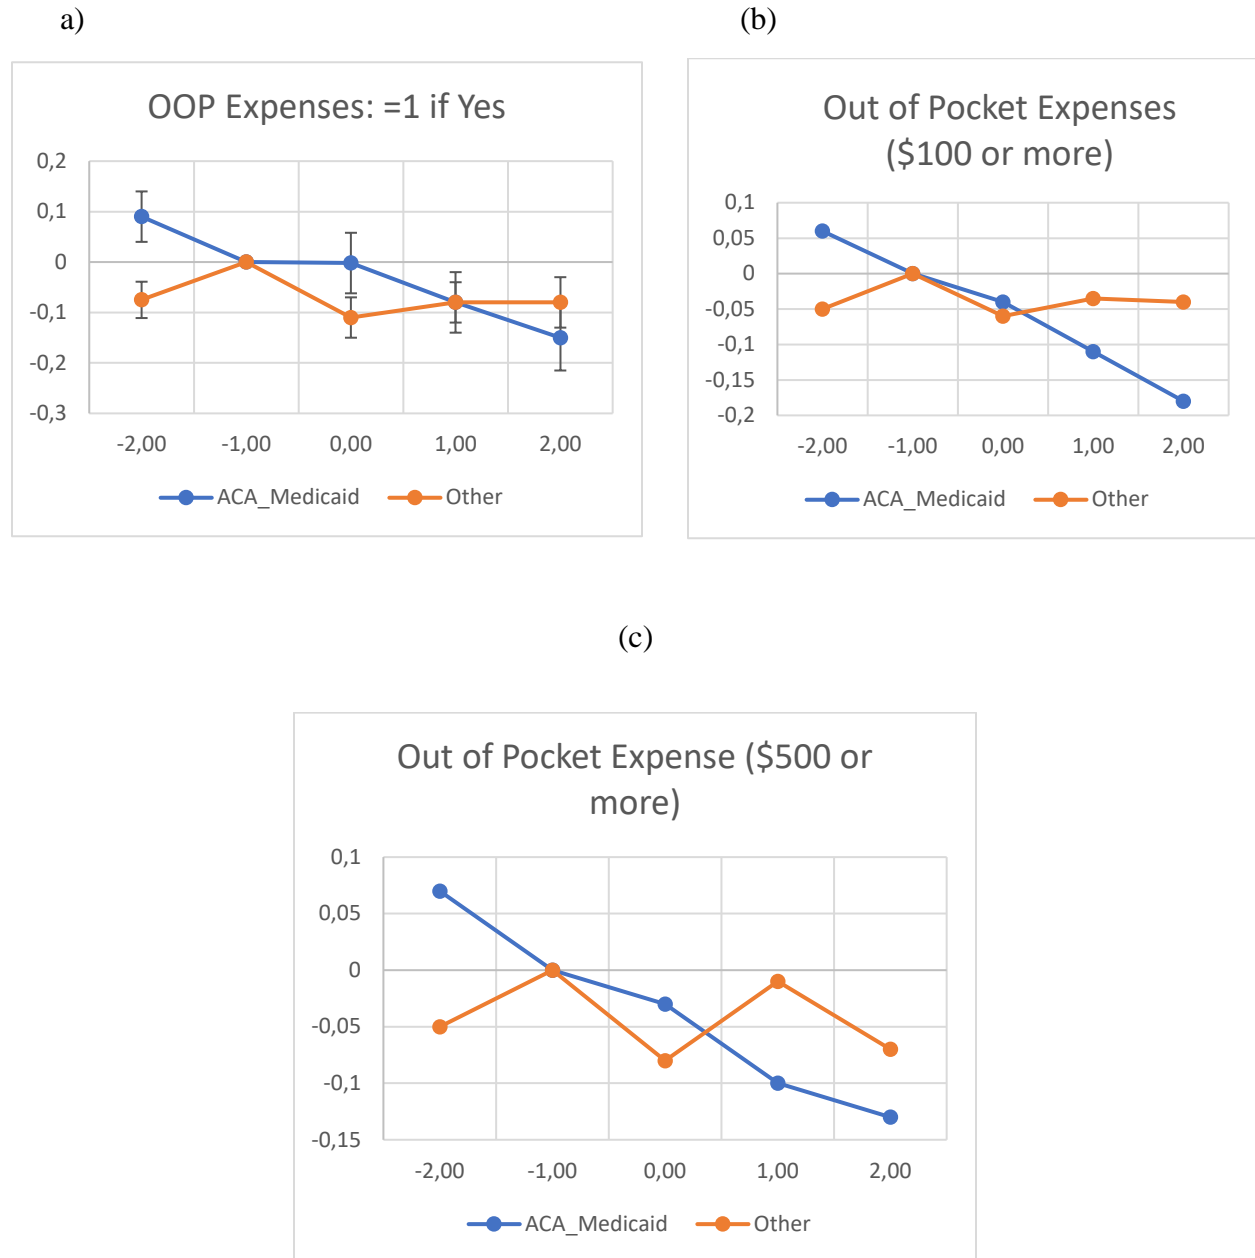 a)
(b)
OOP Expenses: =1 if Yes
0,2
0,1
0
-0,1
-0,2
-0,3
-2,00 -1,00 0,00 1,00 2,00
ACA_Medicaid Other
Out of Pocket Expenses
($100 or more)
0,1
0,05
0
-0,05
-0,1
-0,15
-0,2
-2,00 -1,00 0,00 1,00 2,00
ACA_Medicaid Other
(c)
Out of Pocket Expense ($500 or
more)
0,1
0,05
0
-0,05
-0,1
-0,15
-2,00 -1,00 0,00 1,00 2,00
ACA_Medicaid Other